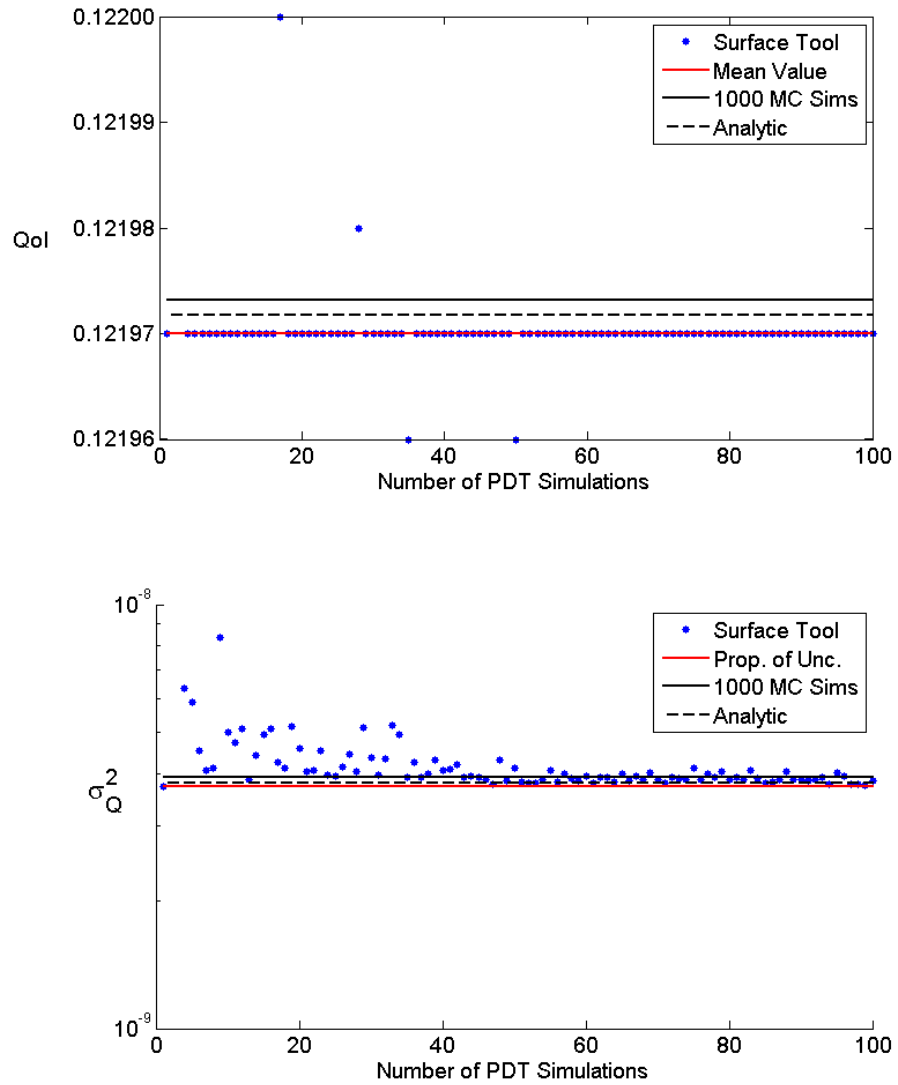 0.12200
Surface Tool
Mean Value
1000 MC Sims
Analytic
0.12199
0.12198
QoI
0.12197
0.12196
0 20 40 60 80 100
Number of PDT Simulations
10^-8
Surface Tool
Prop. of Unc.
1000 MC Sims
Analytic
σ_Q^2
10^-9
0 20 40 60 80 100
Number of PDT Simulations